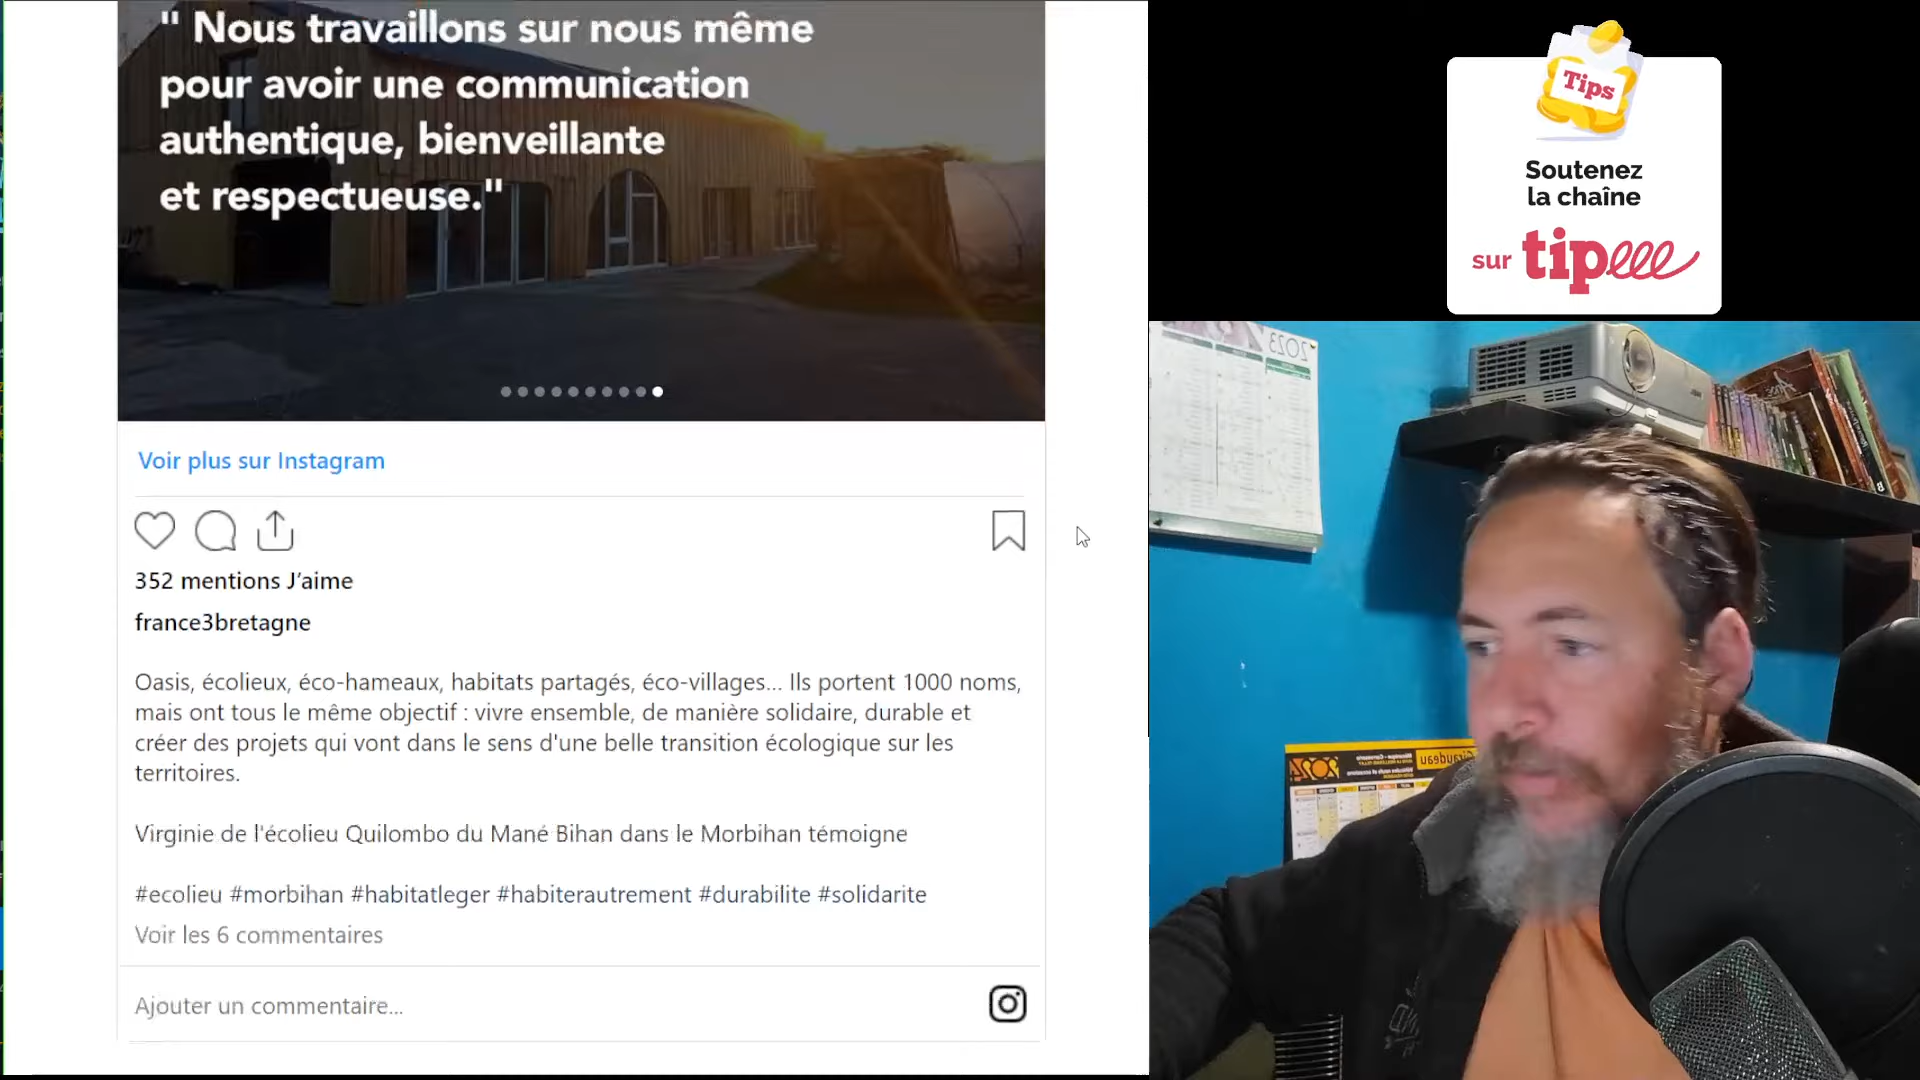 " Nous travaillons sur nous même
pour avoir une communication
authentique, bienveillante
et respectueuse."
Voir plus sur Instagram
352 mentions J’aime
france3bretagne
Oasis, écolieux, éco-hameaux, habitats partagés, éco-villages... Ils portent 1000 noms,
mais ont tous le même objectif : vivre ensemble, de manière solidaire, durable et
créer des projets qui vont dans le sens d'une belle transition écologique sur les
territoires.
Virginie de l'écolieu Quilombo du Mané Bihan dans le Morbihan témoigne
#ecolieu #morbihan #habitatleger #habiterautrement #durabilite #solidarite
Voir les 6 commentaires
Ajouter un commentaire...
Tips
Soutenez
la chaîne
sur tipeee
2023